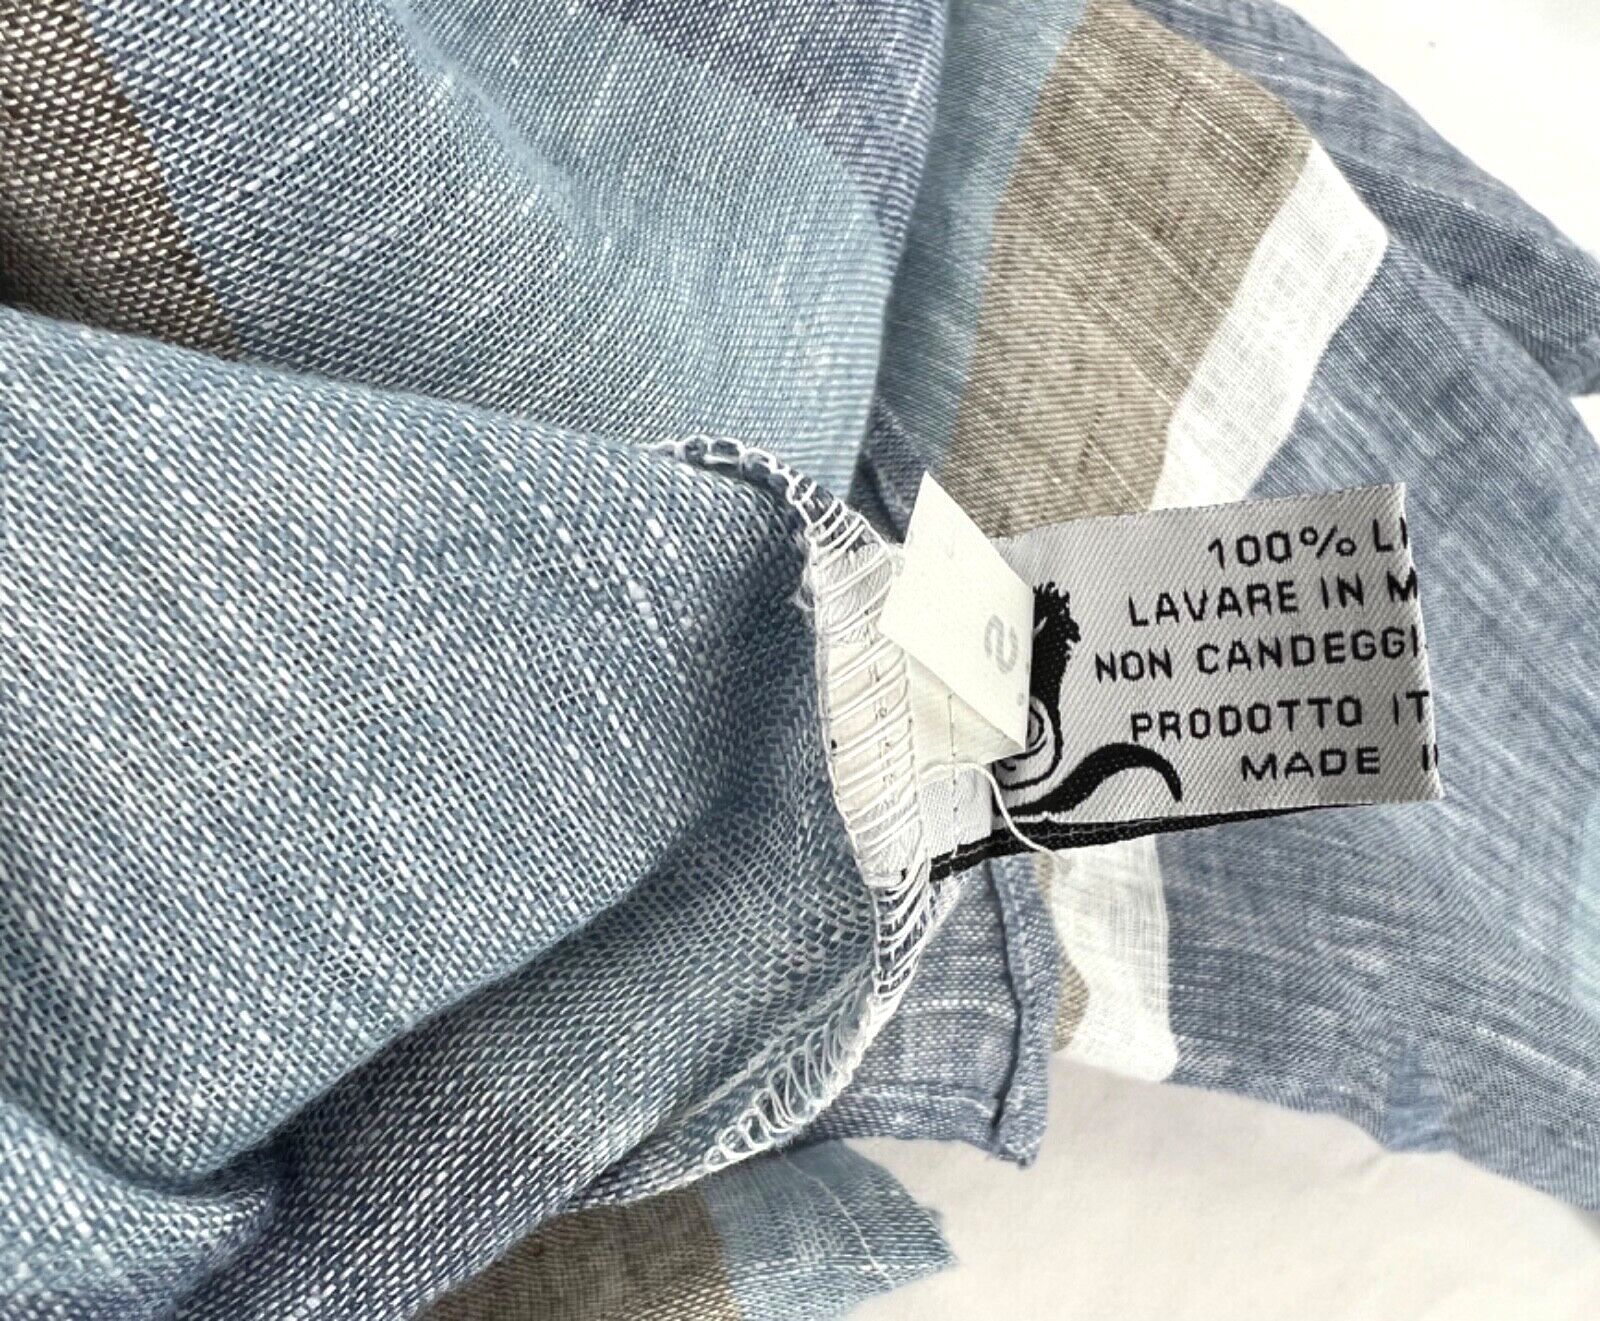 100% LI
LAVARE IN M
NON CANDEGGI
PRODOTTO IT
MADE I
S